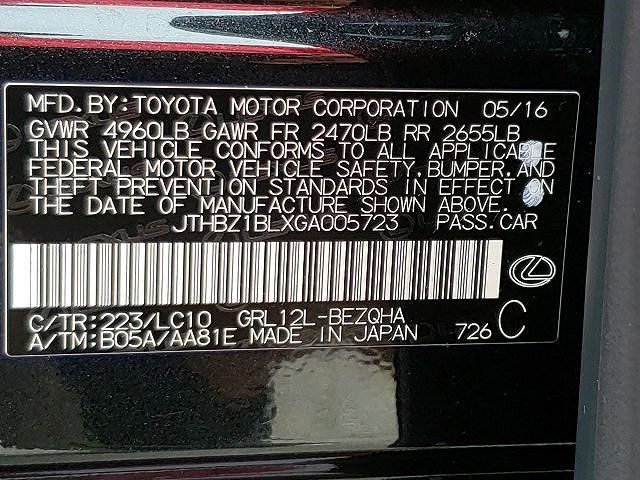 MFD. BY: TOYOTA MOTOR CORPORATION 05/16
GVWR 4960LB GAWR FR 2470LB RR 2655LB
THIS VEHICLE CONFORMS TO ALL APPLICABLE
FEDERAL MOTOR VEHICLE SAFETY, BUMPER, AND
THEFT PREVENTION STANDARDS IN EFFECT ON
THE DATE OF MANUFACTURE SHOWN ABOVE.
JTHBZ1BLXGA005723 PASS. CAR
C/TR: 223/LC10 GRL12L-BEZQHA C
A/TM: B05A/AA81E MADE IN JAPAN 726